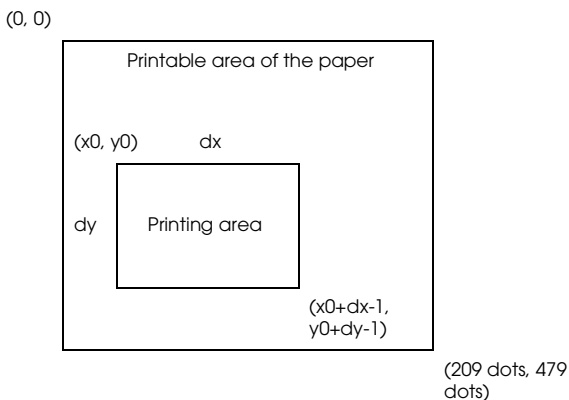 (0, 0)
Printable area of the paper
(x0, y0)
dx
dy
Printing area
(x0+dx-1,
y0+dy-1)
(209 dots, 479
dots)